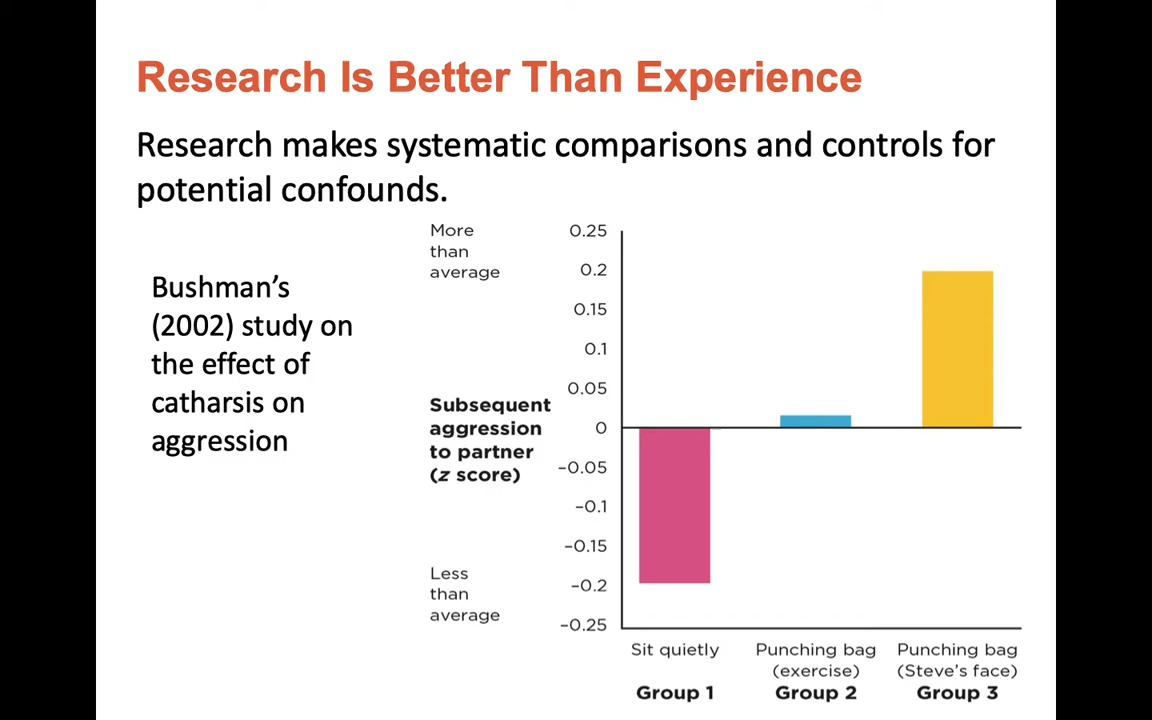 Research Is Better Than Experience
Research makes systematic comparisons and controls for
potential confounds.
Bushman’s
(2002) study on
the effect of
catharsis on
aggression
More
than
average
Subsequent
aggression
to partner
(z score)
Less
than
average
0.25
0.2
0.15
0.1
0.05
0
–0.05
–0.1
–0.15
–0.2
–0.25
Sit quietly
Group 1
Punching bag
(exercise)
Group 2
Punching bag
(Steve’s face)
Group 3